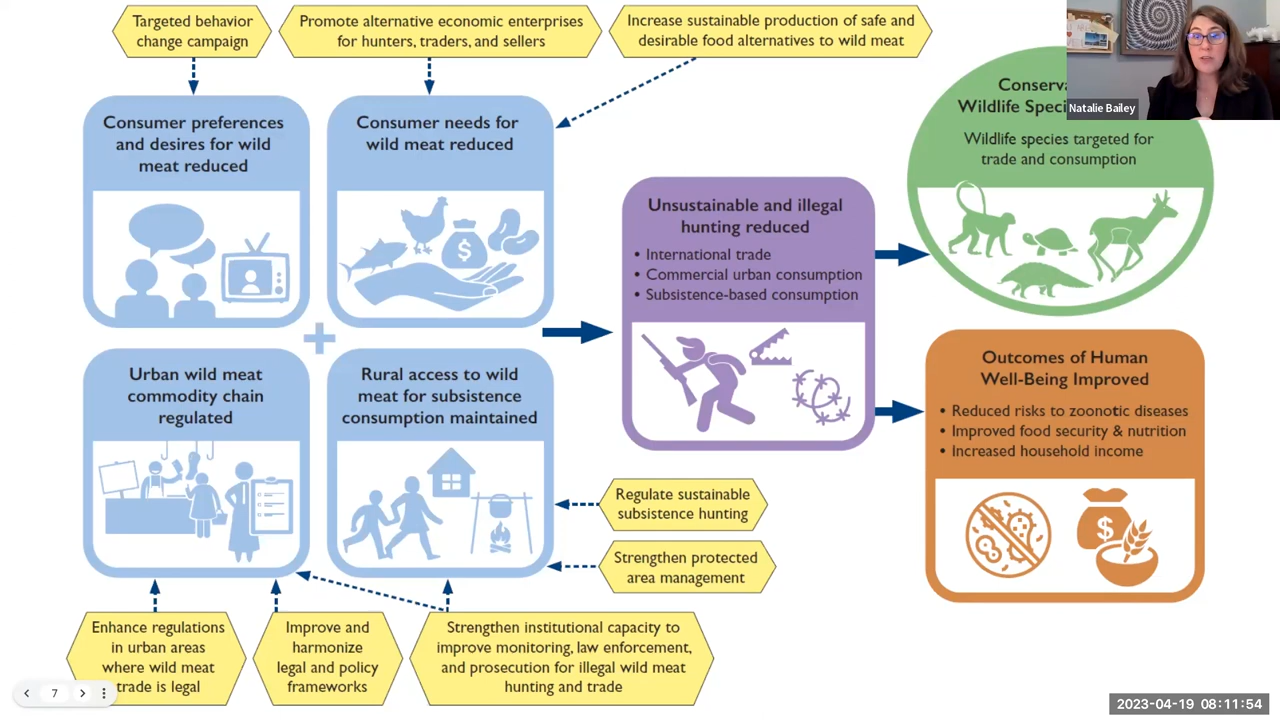 Targeted behavior
change campaign
Promote alternative economic enterprises
for hunters, traders, and sellers
Increase sustainable production of safe and
desirable food alternatives to wild meat
Natalie Bailey
Consumer preferences
and desires for wild
meat reduced
Consumer needs for
wild meat reduced
Unsustainable and illegal
hunting reduced
• International trade
• Commercial urban consumption
• Subsistence-based consumption
Wildlife
Wildlife species targeted for
trade and consumption
Urban wild meat
commodity chain
regulated
Rural access to wild
meat for subsistence
consumption maintained
Outcomes of Human
Well-Being Improved
• Reduced risks to zoonotic diseases
• Improved food security & nutrition
• Increased household income
Regulate sustainable
subsistence hunting
Strengthen protected
area management
Enhance regulations
in urban areas
where wild meat
trade is legal
Improve and
harmonize
legal and policy
frameworks
Strengthen institutional capacity to
improve monitoring, law enforcement,
and prosecution for illegal wild meat
hunting and trade
7
2023-04-19 08:11:54